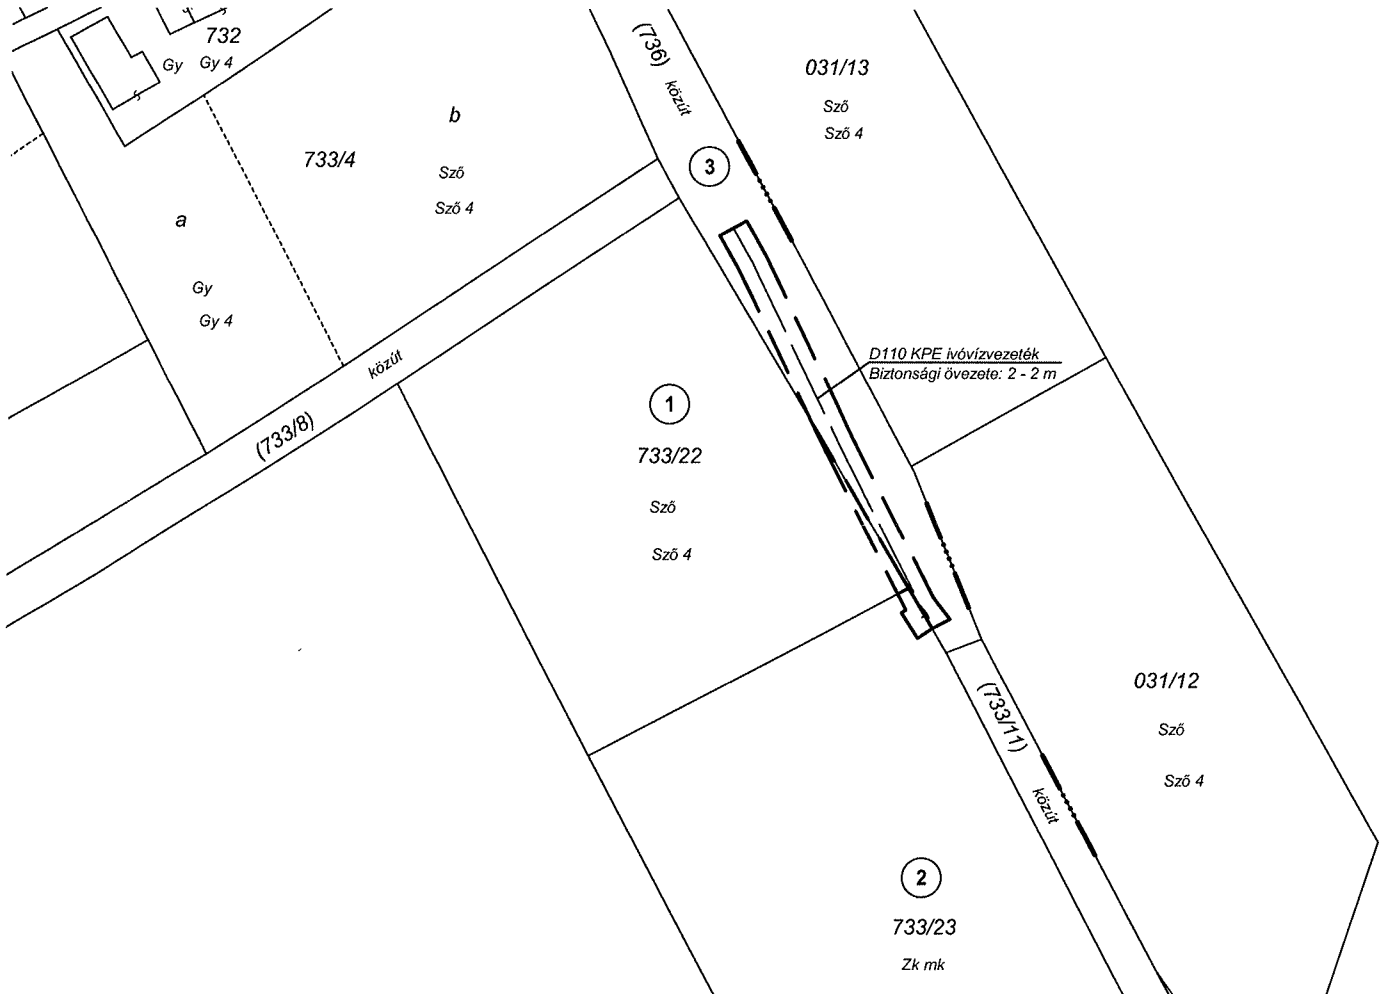 732
Gy Gy 4
(736)
közút
031/13
Sző
Sző 4
b
733/4
Sző
Sző 4
3
a
Gy
Gy 4
közút
(733/8)
D110 KPE ivóvízvezeték
Biztonsági övezete: 2 - 2 m
1
733/22
Sző
Sző 4
031/12
Sző
Sző 4
(733/11)
közút
2
733/23
Zk mk